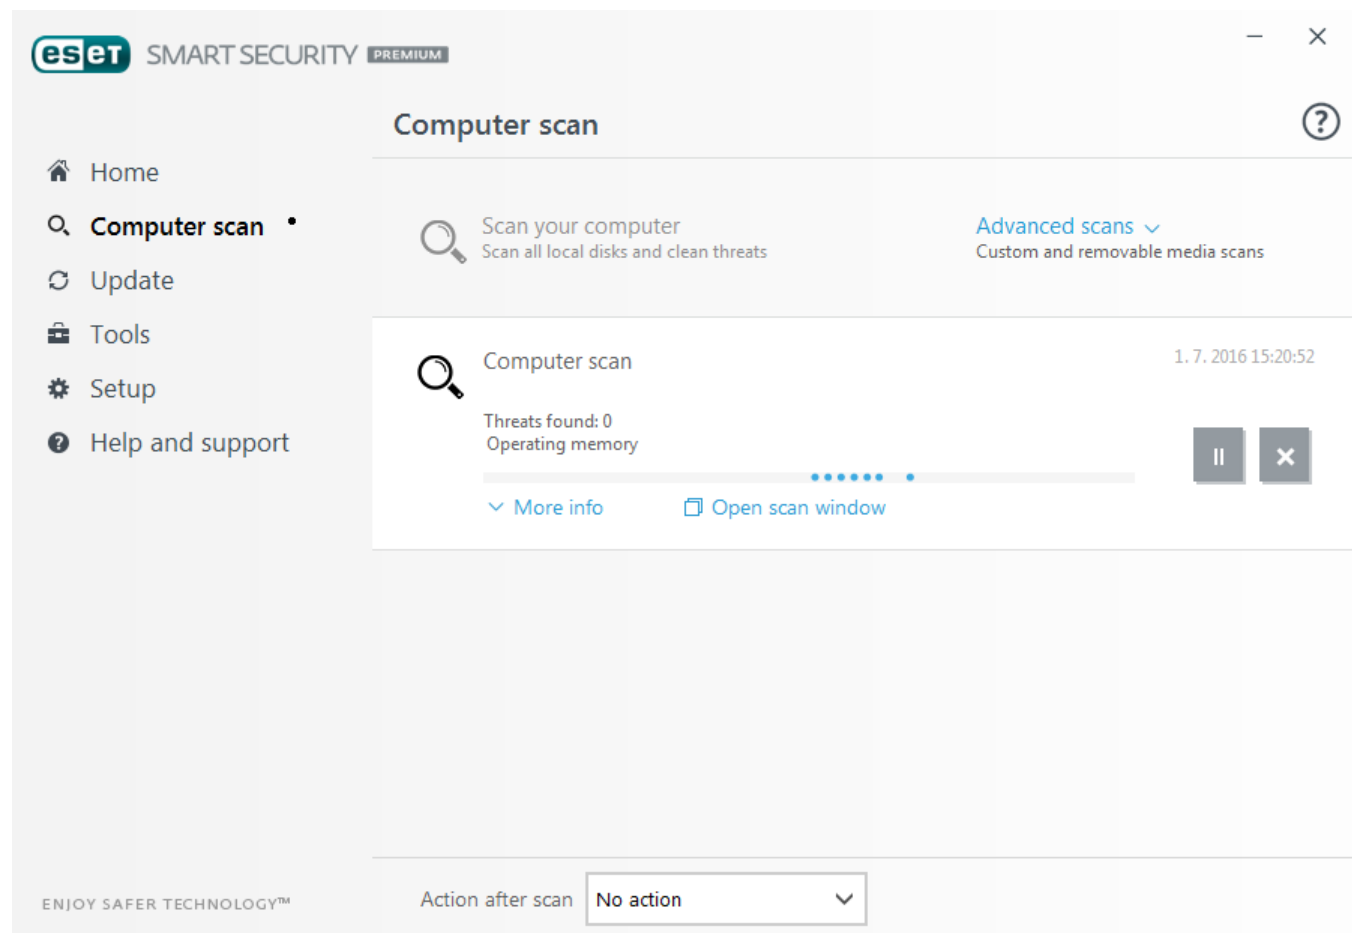 eset SMART SECURITY PREMIUM
Computer scan
Home
Computer scan
Update
Tools
Setup
Help and support
Scan your computer
Scan all local disks and clean threats
Advanced scans
Custom and removable media scans
Computer scan
1. 7. 2016 15:20:52
Threats found: 0
Operating memory
More info
Open scan window
Action after scan No action
ENJOY SAFER TECHNOLOGY™